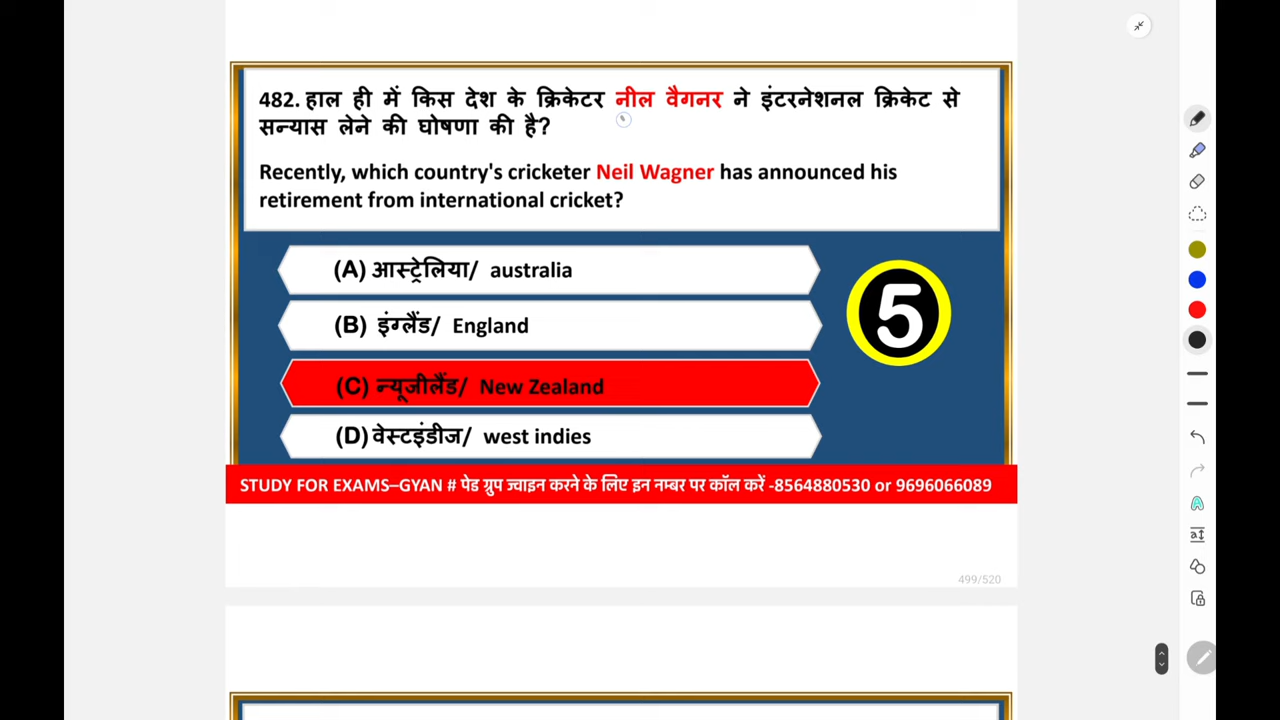 482. हाल ही में किस देश के क्रिकेटर नील वैगनर ने इंटरनेशनल क्रिकेट से
सन्यास लेने की घोषणा की है?
Recently, which country's cricketer Neil Wagner has announced his
retirement from international cricket?
(A) आस्ट्रेलिया/ australia
(B) इंग्लैंड/ England
(C) न्यूजीलैंड/ New Zealand
(D) वेस्टइंडीज/ west indies
5
STUDY FOR EXAMS–GYAN # पेड ग्रुप ज्वाइन करने के लिए इन नम्बर पर कॉल करें -8564880530 or 9696066089
499/520